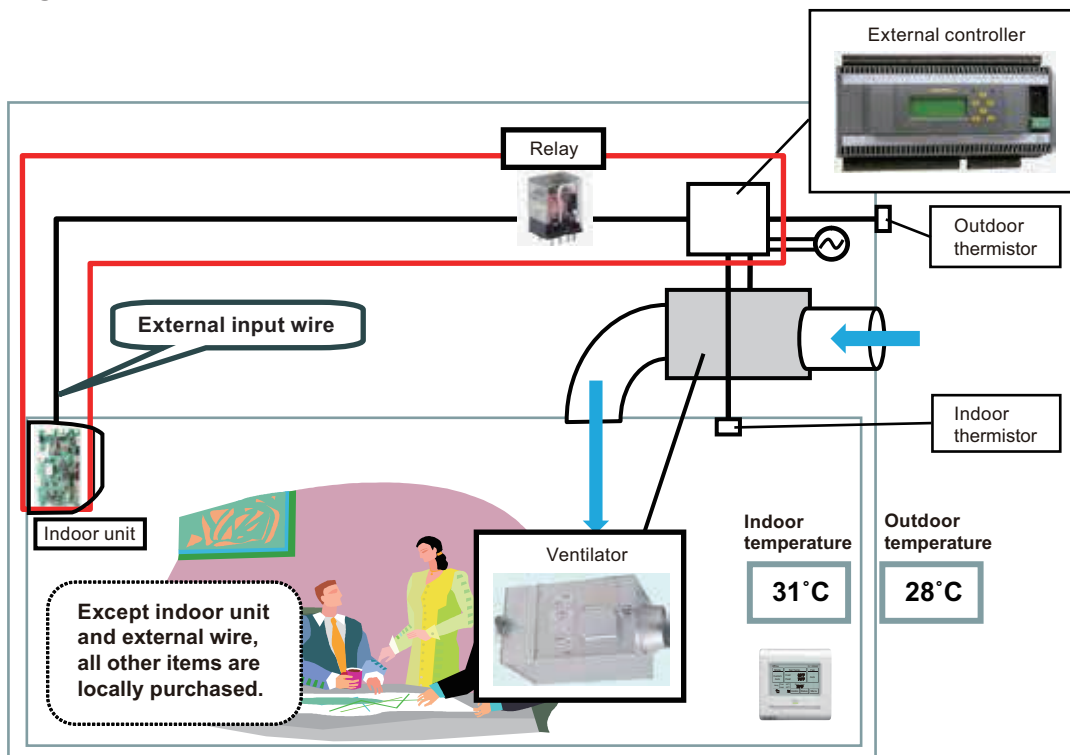 External controller
Relay
Outdoor
thermistor
External input wire
Indoor
thermistor
Indoor unit
Ventilator
Indoor
temperature
Outdoor
temperature
31°C
28°C
Except indoor unit
and external wire,
all other items are
locally purchased.